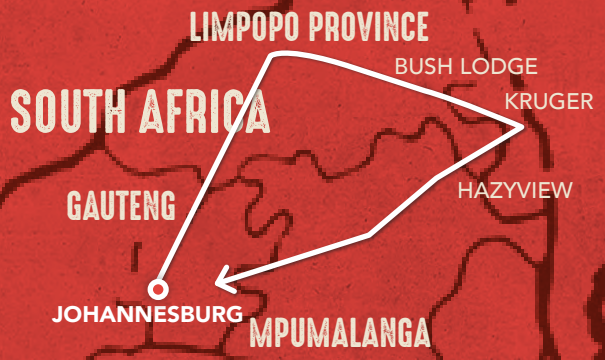 LIMPOPO PROVINCE
BUSH LODGE
KRUGER
SOUTH AFRICA
HAZYVIEW
GAUTENG
JOHANNESBURG
MPUMALANGA